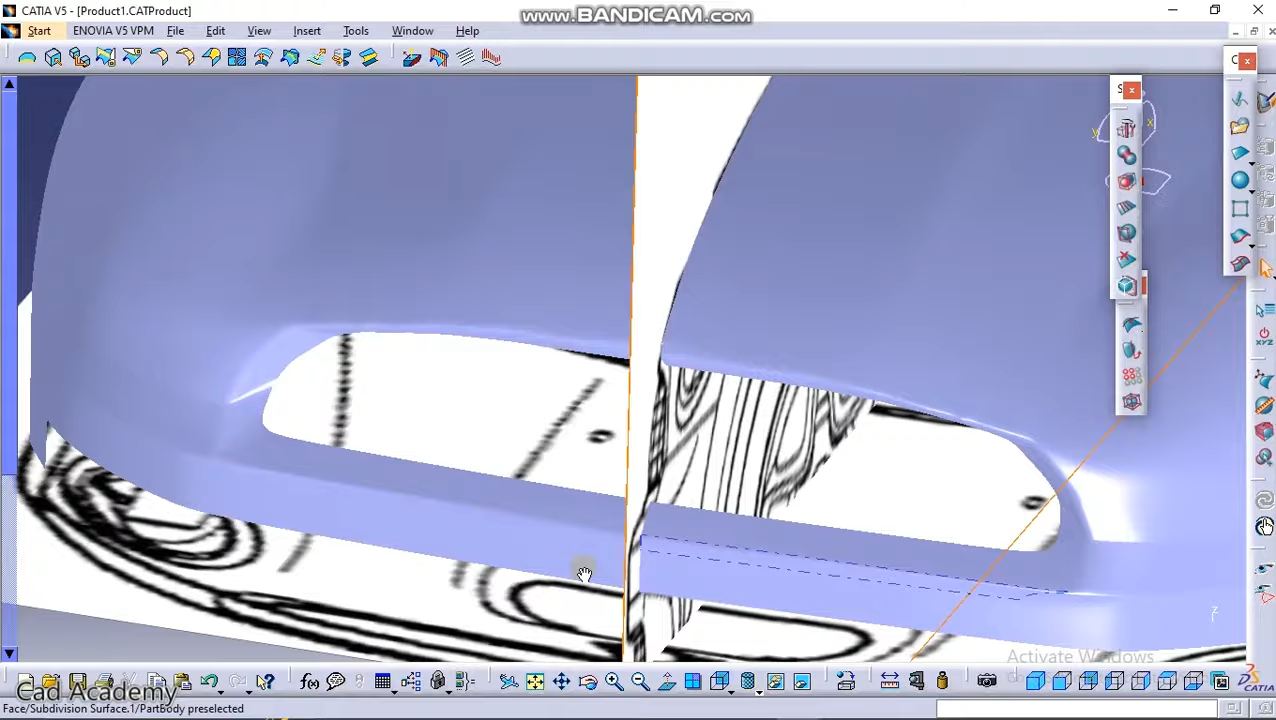 CATIA V5 - [Product1.CATProduct]
www.BANDICAM.com
Start ENOVIA V5 VPM File Edit View Insert Tools Window Help
S
C
x
y
z
Activate Windows
Cad Academy
Face/Subdivision Surface.1/PartBody preselected
CATIA